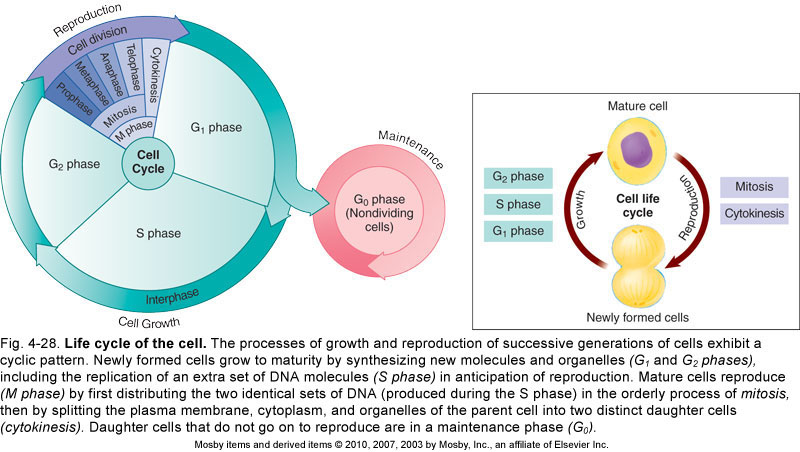 Reproduction
Cell division
Prophase
Metaphase
Anaphase
Telophase
Cytokinesis
Mitosis
M phase
G1 phase
G2 phase
Cell
Cycle
S phase
Interphase
Cell Growth
Maintenance
G0 phase
(Nondividing
cells)
Mature cell
G2 phase
S phase
G1 phase
Growth
Cell life
cycle
Reproduction
Mitosis
Cytokinesis
Newly formed cells
Fig. 4-28. Life cycle of the cell. The processes of growth and reproduction of successive generations of cells exhibit a
cyclic pattern. Newly formed cells grow to maturity by synthesizing new molecules and organelles (G1 and G2 phases),
including the replication of an extra set of DNA molecules (S phase) in anticipation of reproduction. Mature cells reproduce
(M phase) by first distributing the two identical sets of DNA (produced during the S phase) in the orderly process of mitosis,
then by splitting the plasma membrane, cytoplasm, and organelles of the parent cell into two distinct daughter cells
(cytokinesis). Daughter cells that do not go on to reproduce are in a maintenance phase (G0).
Mosby items and derived items © 2010, 2007, 2003 by Mosby, Inc., an affiliate of Elsevier Inc.